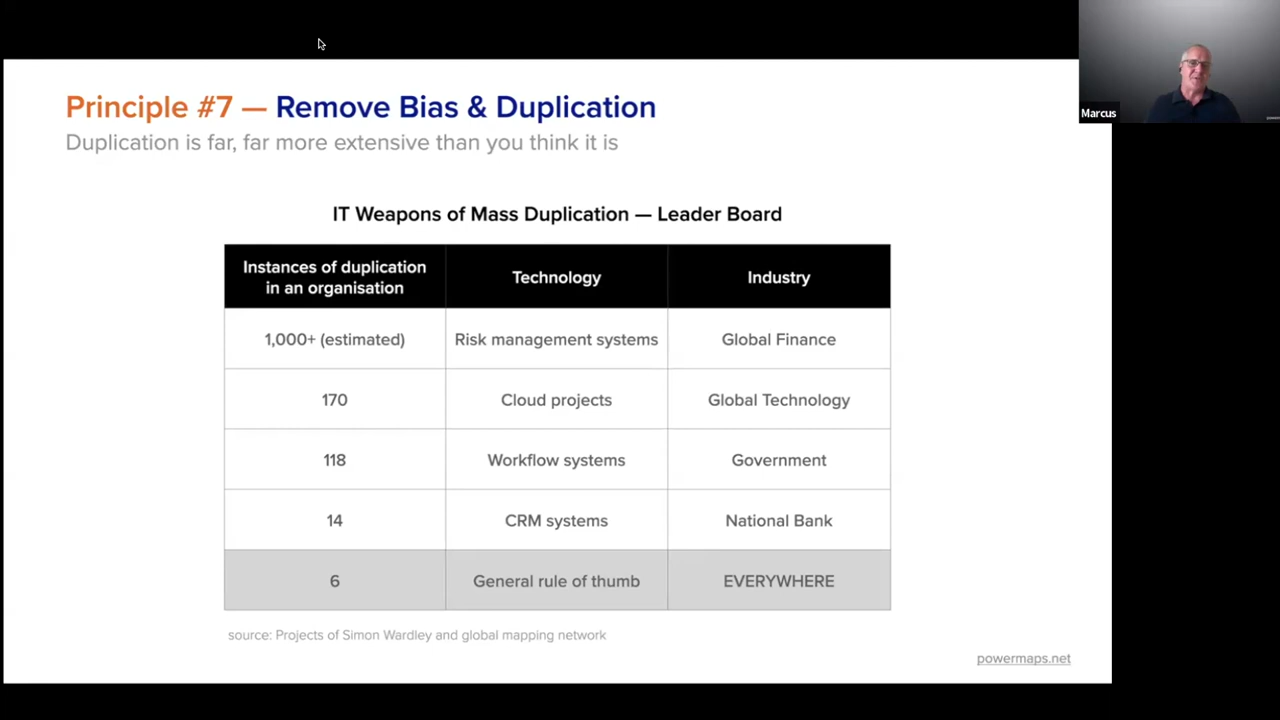 Principle #7 — Remove Bias & Duplication
Duplication is far, far more extensive than you think it is
Marcus
IT Weapons of Mass Duplication — Leader Board
Instances of duplication
in an organisation
Technology
Industry
1,000+ (estimated)
Risk management systems
Global Finance
170
Cloud projects
Global Technology
118
Workflow systems
Government
14
CRM systems
National Bank
6
General rule of thumb
EVERYWHERE
source: Projects of Simon Wardley and global mapping network
powermaps.net